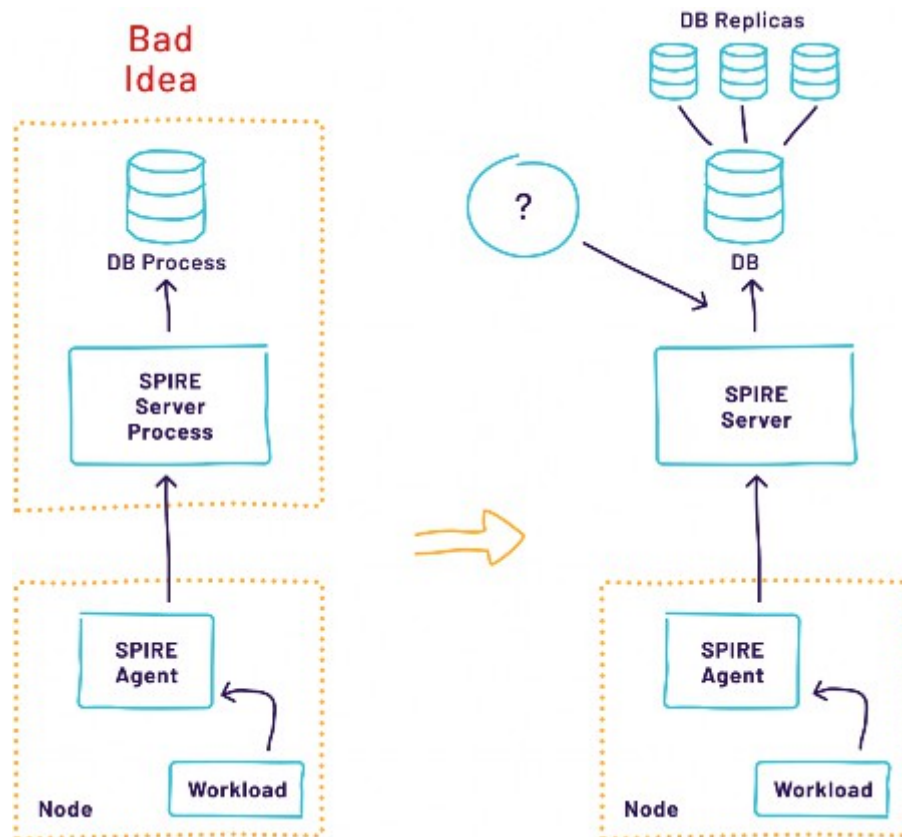 Bad
Idea
DB Process
SPIRE
Server
Process
SPIRE
Agent
Workload
Node
DB Replicas
?
DB
SPIRE
Server
SPIRE
Agent
Workload
Node